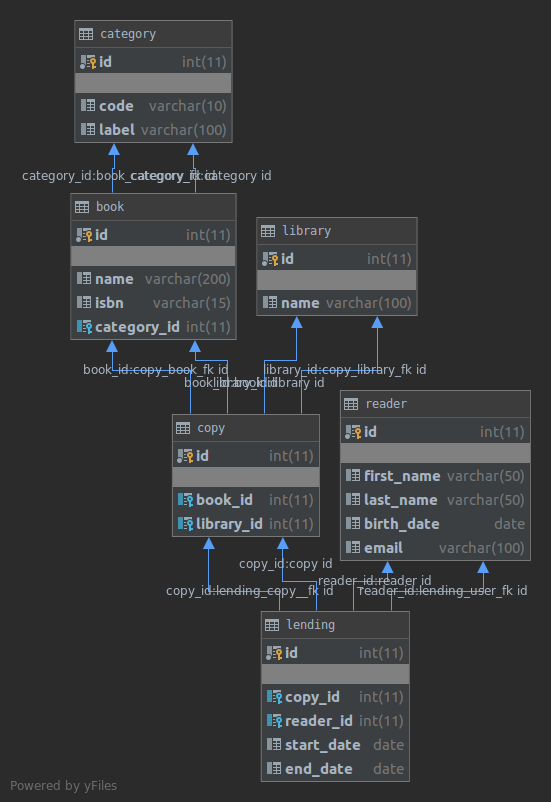 category
id int(11)
code varchar(10)
label varchar(100)
category_id:book_category_fk id
category_id:category id
book
id int(11)
name varchar(200)
isbn varchar(15)
category_id int(11)
library
id int(11)
name varchar(100)
book_id:copy_book_fk id
library_id:copy_library_fk id
book_id:book id
library_id:library id
reader
id int(11)
first_name varchar(50)
last_name varchar(50)
birth_date date
email varchar(100)
copy
id int(11)
book_id int(11)
library_id int(11)
copy_id:copy id
reader_id:reader id
copy_id:lending_copy__fk id
reader_id:lending_user_fk id
lending
id int(11)
copy_id int(11)
reader_id int(11)
start_date date
end_date date
Powered by yFiles